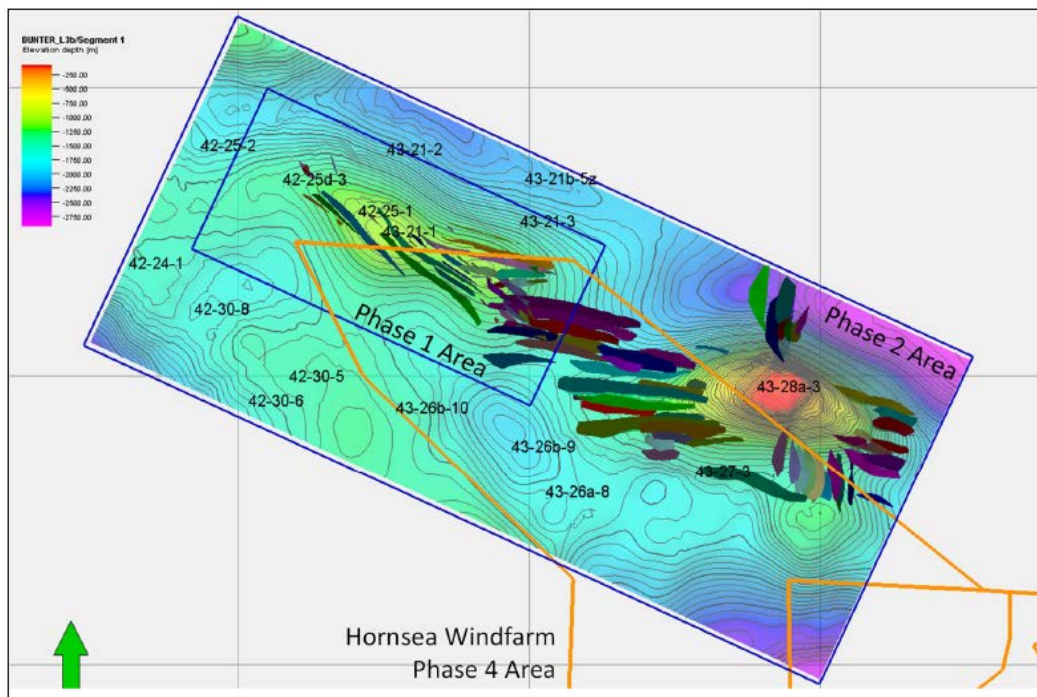 BUNTER_L3b/Segment 1
Elevation depth [m]
-250.00
-500.00
-750.00
-1000.00
-1250.00
-1500.00
-1750.00
-2000.00
-2250.00
-2500.00
-2750.00
42-25-2
43-21-2
42-25d-3
43-21b-5z
42-25-1
43-21-3
43-21-1
42-24-1
42-30-8
Phase 1 Area
Phase 2 Area
42-30-5
43-28a-3
42-30-6
43-26b-10
43-26b-9
43-27-3
43-26a-8
Hornsea Windfarm
Phase 4 Area